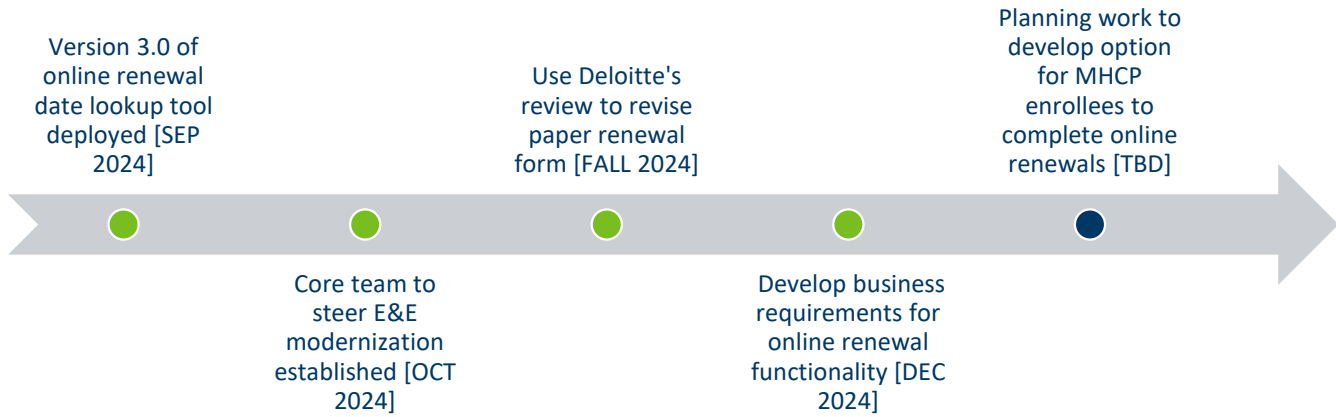 Version 3.0 of
online renewal
date lookup tool
deployed [SEP
2024]
Core team to
steer E&E
modernization
established [OCT
2024]
Use Deloitte's
review to revise
paper renewal
form [FALL 2024]
Develop business
requirements for
online renewal
functionality [DEC
2024]
Planning work to
develop option
for MHCP
enrollees to
complete online
renewals [TBD]